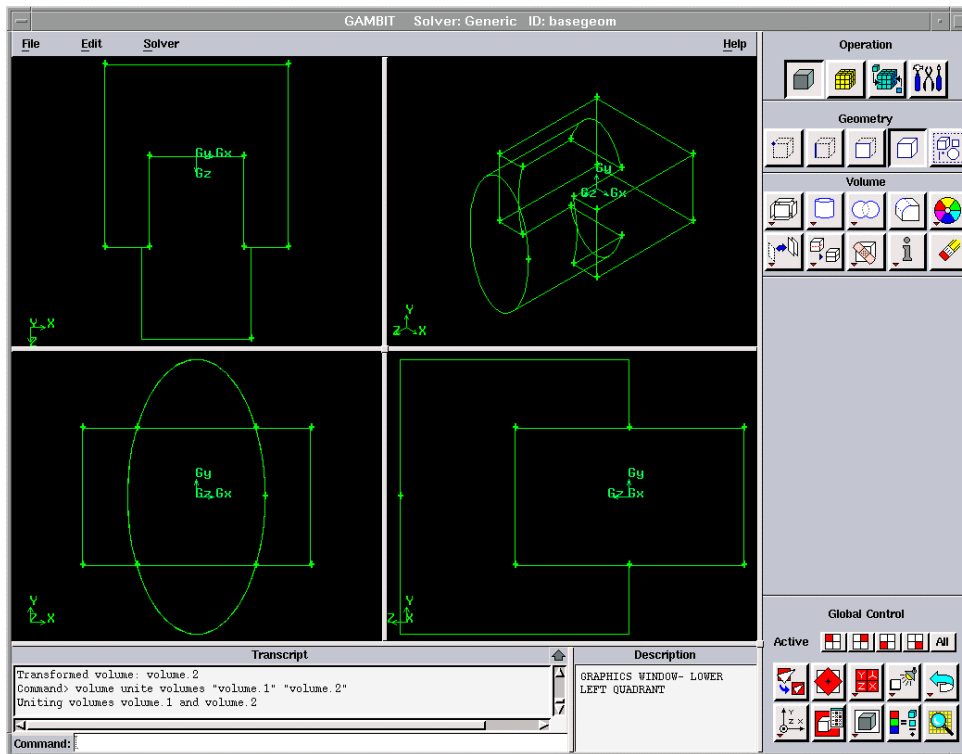 GAMBIT Solver: Generic ID: basegeom
File Edit Solver Help
Operation
Geometry
Volume
Gy Gx
Gz
Y X
Z
Gy
Gz Gx
Y
Z X
Gy
Gz Gx
Y
Z X
Gy
Gz Gx
Y
Z X
Transcript
Transformed volume: volume.2
Command> volume unite volumes "volume.1" "volume.2"
Uniting volumes volume.1 and volume.2
Command:
Description
GRAPHICS WINDOW- LOWER
LEFT QUADRANT
Global Control
Active All
Y
Z X
Y
Z X